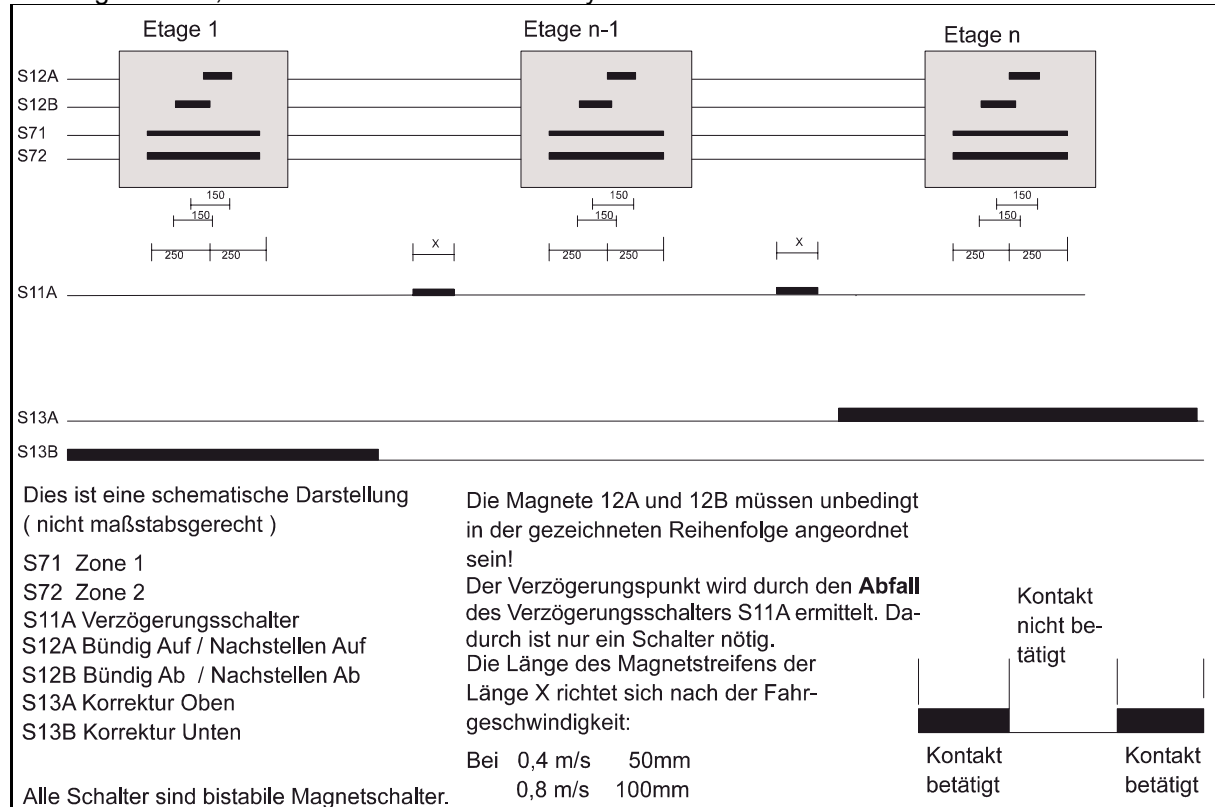 Etage 1
Etage n-1
Etage n
S12A
S12B
S71
S72
150
150
150
150
150
150
250
250
X
250
250
X
250
250
S11A
S13A
S13B
Dies ist eine schematische Darstellung
( nicht maßstabsgerecht )
S71 Zone 1
S72 Zone 2
S11A Verzögerungsschalter
S12A Bündig Auf / Nachstellen Auf
S12B Bündig Ab / Nachstellen Ab
S13A Korrektur Oben
S13B Korrektur Unten
Alle Schalter sind bistabile Magnetschalter.
Die Magnete 12A und 12B müssen unbedingt
in der gezeichneten Reihenfolge angeordnet
sein!
Der Verzögerungspunkt wird durch den Abfall
des Verzögerungsschalters S11A ermittelt. Da-
durch ist nur ein Schalter nötig.
Die Länge des Magnetstreifens der
Länge X richtet sich nach der Fahr-
geschwindigkeit:
Bei 0,4 m/s 50mm
0,8 m/s 100mm
Kontakt
nicht be-
tätigt
Kontakt
betätigt
Kontakt
betätigt